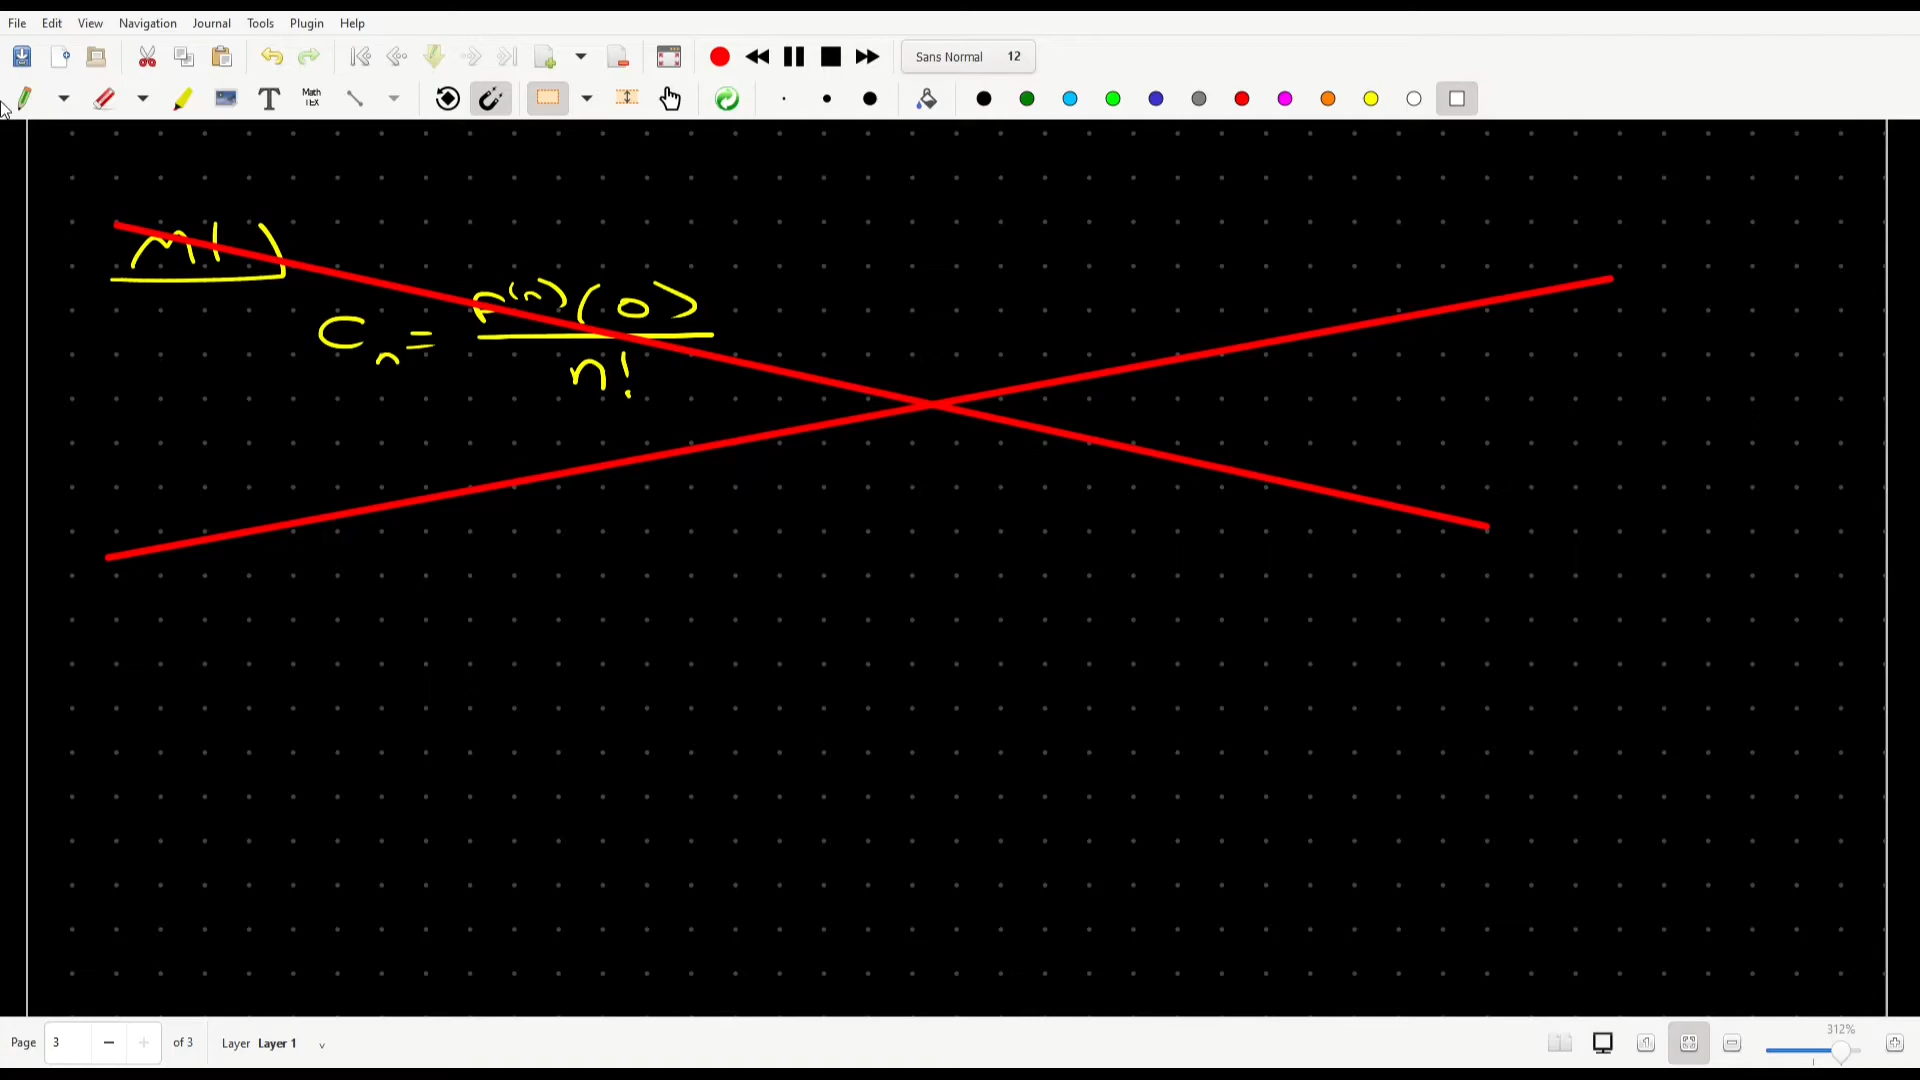 File Edit View Navigation Journal Tools Plugin Help
Sans Normal 12
Math TEX
M1)
Cₙ = f⁽ⁿ⁾(0) / n!
312%
Page 3 of 3 Layer Layer 1